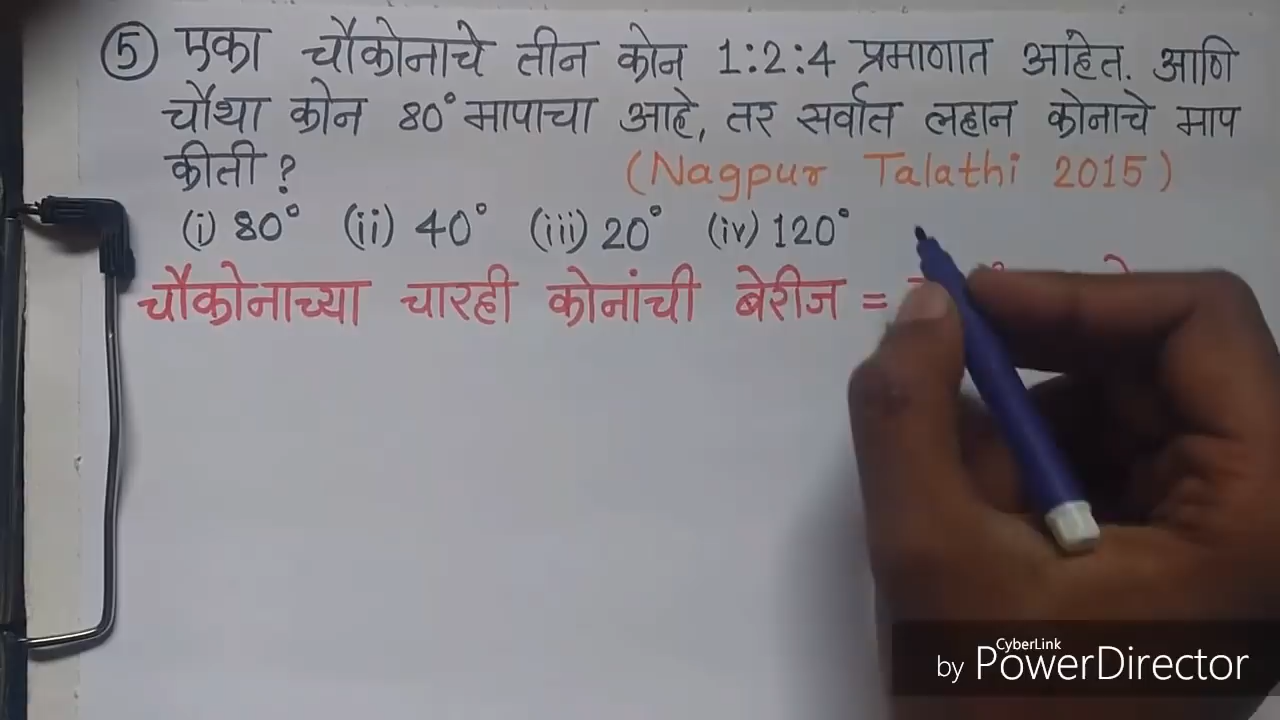 ⑤ एका चौकोनाचे तीन कोन 1:2:4 प्रमाणात आहेत. आणि
चौथा कोन 80° मापाचा आहे, तर सर्वात लहान कोनाचे माप
कीती ?
(Nagpur Talathi 2015)
(i) 80° (ii) 40° (iii) 20° (iv) 120°
चौकोनाच्या चारही कोनांची बेरीज =
CyberLink
by PowerDirector